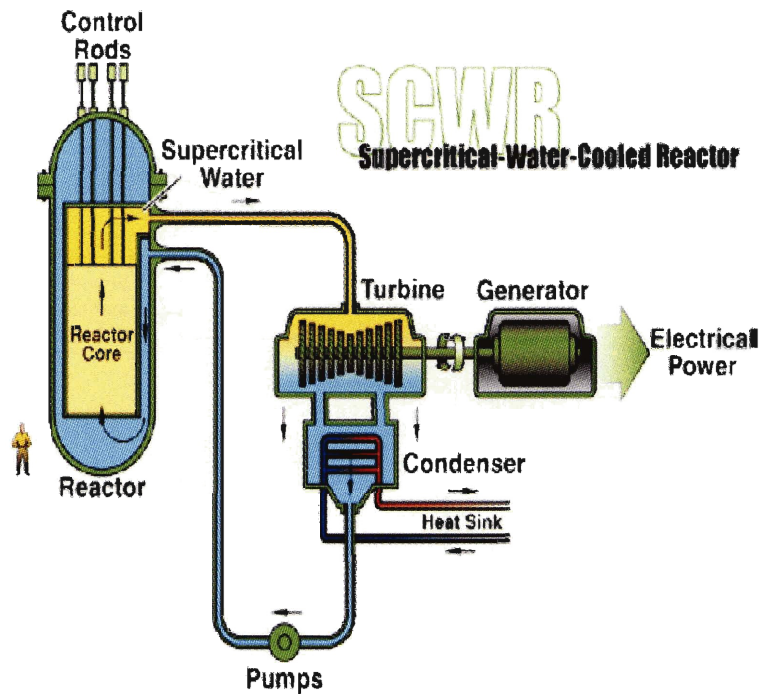 Control
Rods
SCWR
Supercritical-Water-Cooled Reactor
Supercritical
Water
Turbine
Generator
Reactor
Core
Electrical
Power
Condenser
Reactor
Heat Sink
Pumps